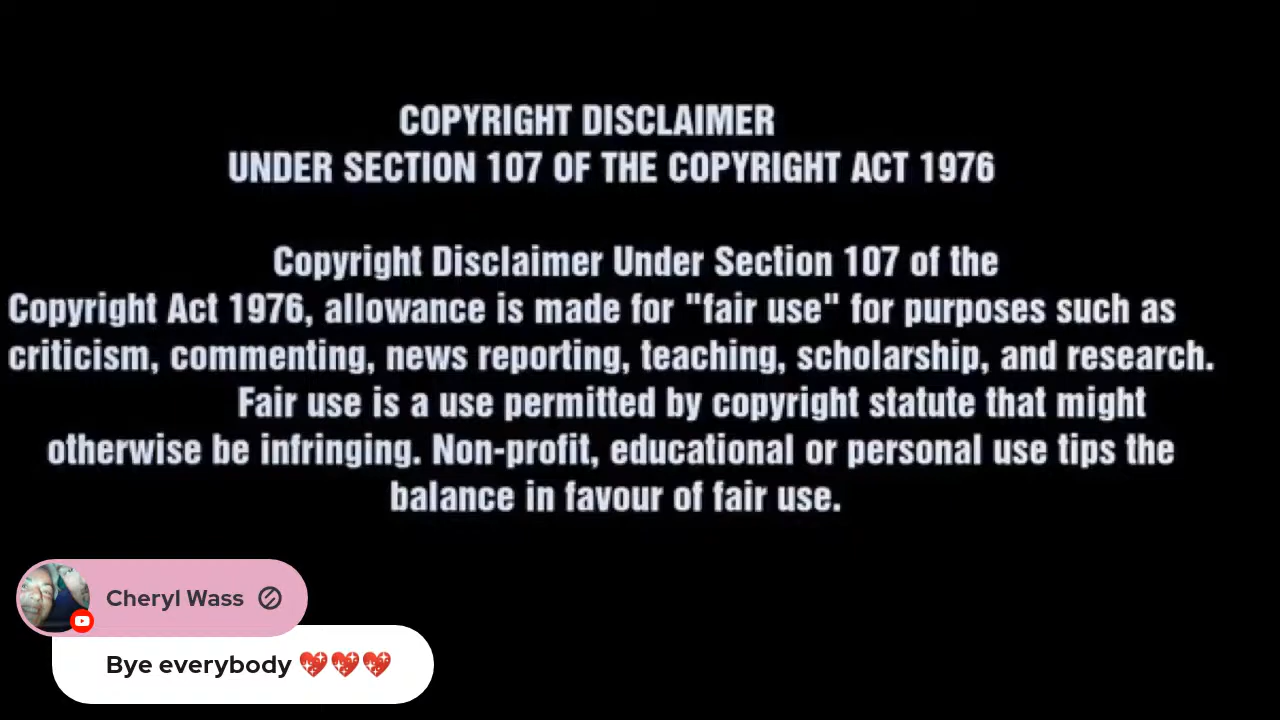 COPYRIGHT DISCLAIMER
UNDER SECTION 107 OF THE COPYRIGHT ACT 1976
Copyright Disclaimer Under Section 107 of the
Copyright Act 1976, allowance is made for "fair use" for purposes such as
criticism, commenting, news reporting, teaching, scholarship, and research.
Fair use is a use permitted by copyright statute that might
otherwise be infringing. Non-profit, educational or personal use tips the
balance in favour of fair use.
Cheryl Wass
Bye everybody 💖💖💖